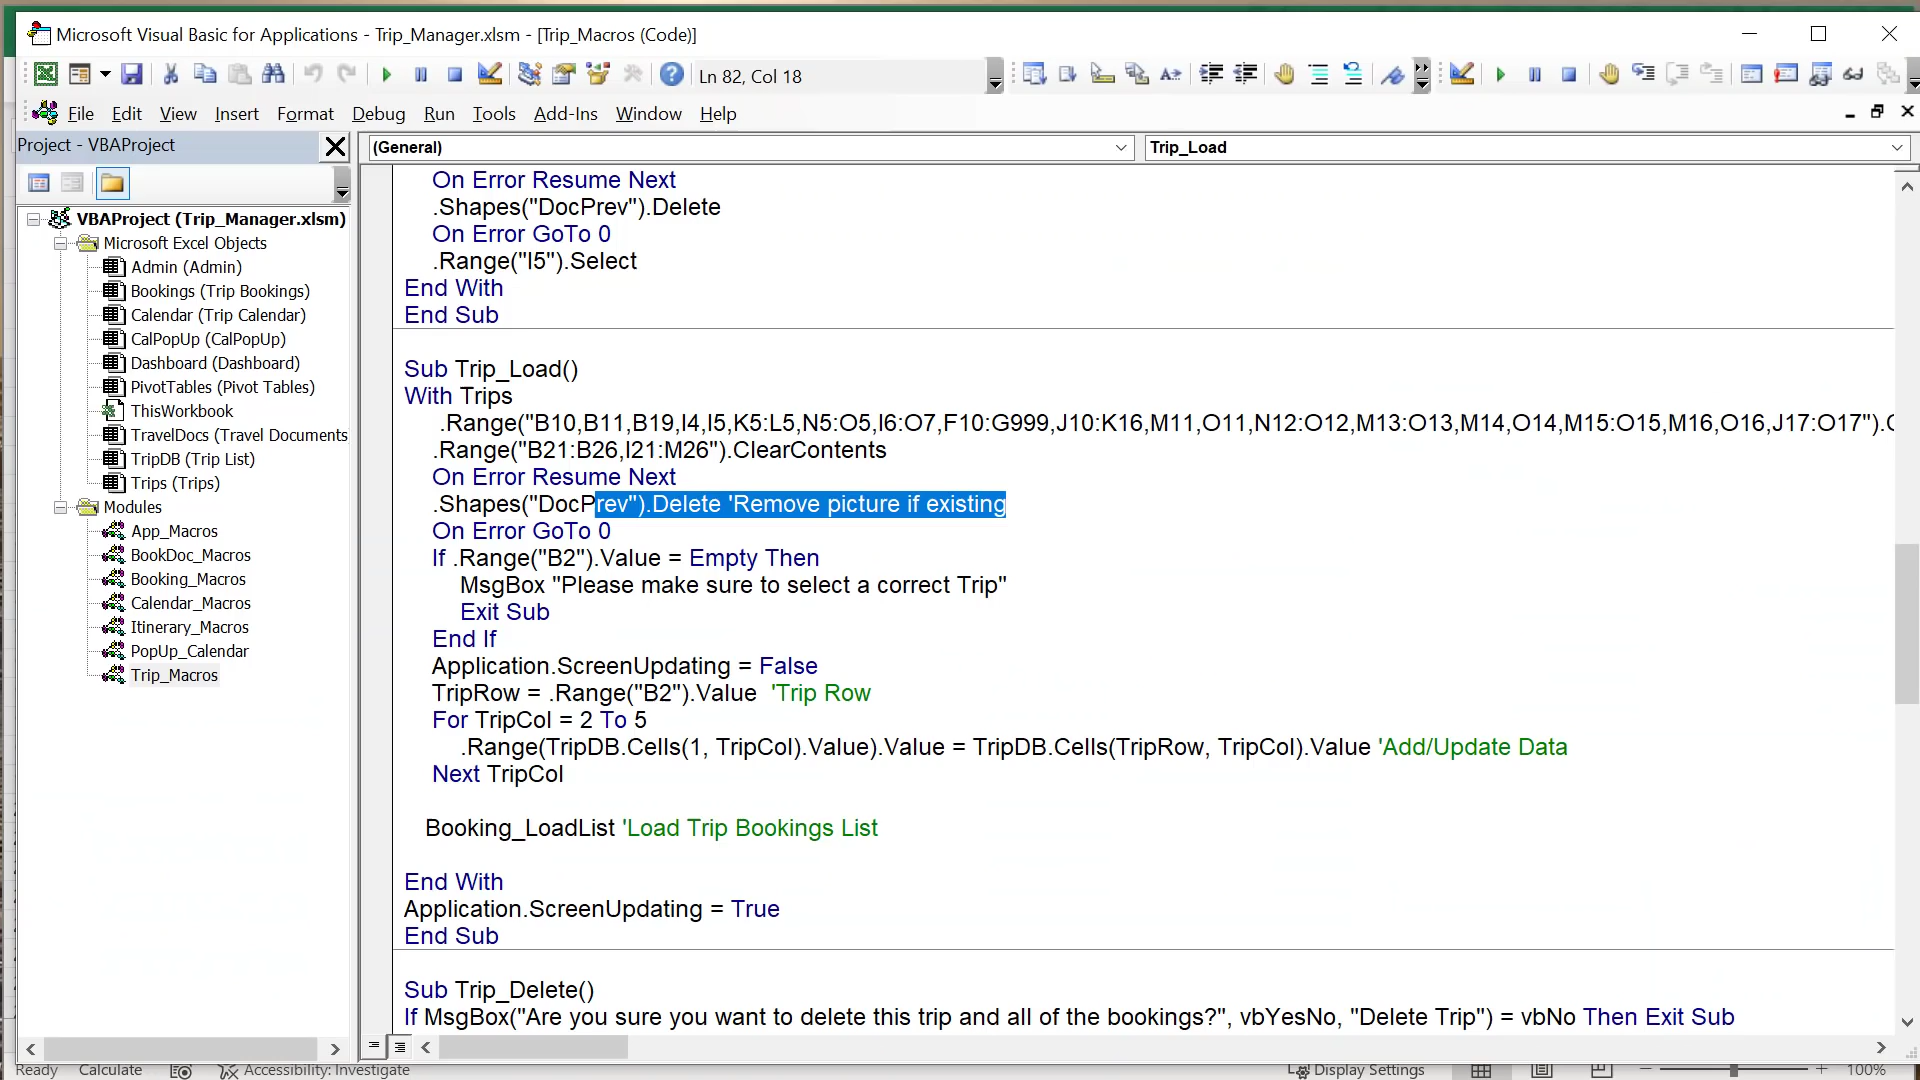 Microsoft Visual Basic for Applications - Trip_Manager.xlsm - [Trip_Macros (Code)]
Ln 82, Col 18
File Edit View Insert Format Debug Run Tools Add-Ins Window Help
Project - VBAProject
(General)
Trip_Load
VBAProject (Trip_Manager.xlsm)
Microsoft Excel Objects
Admin (Admin)
Bookings (Trip Bookings)
Calendar (Trip Calendar)
CalPopUp (CalPopUp)
Dashboard (Dashboard)
PivotTables (Pivot Tables)
ThisWorkbook
TravelDocs (Travel Documents
TripDB (Trip List)
Trips (Trips)
Modules
App_Macros
BookDoc_Macros
Booking_Macros
Calendar_Macros
Itinerary_Macros
PopUp_Calendar
Trip_Macros
On Error Resume Next
.Shapes("DocPrev").Delete
On Error GoTo 0
.Range("I5").Select
End With
End Sub
Sub Trip_Load()
With Trips
.Range("B10,B11,B19,I4,I5,K5:L5,N5:O5,I6:O7,F10:G999,J10:K16,M11,O11,N12:O12,M13:O13,M14,O14,M15:O15,M16,O16,J17:O17").
.Range("B21:B26,I21:M26").ClearContents
On Error Resume Next
.Shapes("DocPrev").Delete 'Remove picture if existing
On Error GoTo 0
If .Range("B2").Value = Empty Then
MsgBox "Please make sure to select a correct Trip"
Exit Sub
End If
Application.ScreenUpdating = False
TripRow = .Range("B2").Value 'Trip Row
For TripCol = 2 To 5
.Range(TripDB.Cells(1, TripCol).Value).Value = TripDB.Cells(TripRow, TripCol).Value 'Add/Update Data
Next TripCol
Booking_LoadList 'Load Trip Bookings List
End With
Application.ScreenUpdating = True
End Sub
Sub Trip_Delete()
If MsgBox("Are you sure you want to delete this trip and all of the bookings?", vbYesNo, "Delete Trip") = vbNo Then Exit Sub
Ready Calculate Accessibility: Investigate Display Settings 100%